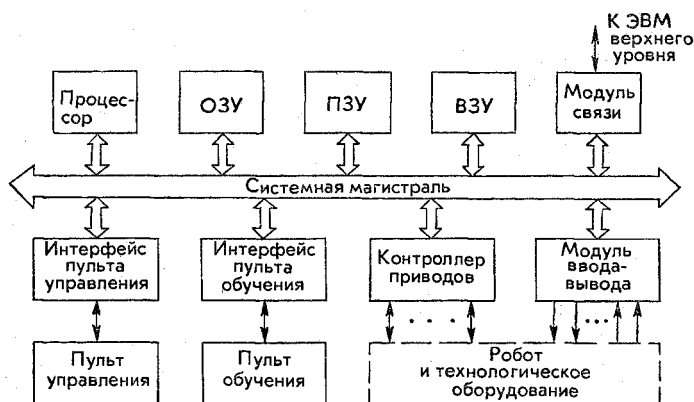 К ЭВМ
верхнего
уровня
Процес-
сор
ОЗУ
ПЗУ
ВЗУ
Модуль
связи
Системная магистраль
Интерфейс
пульта
управления
Интерфейс
пульта
обучения
Контроллер
приводов
Модуль
ввода-
вывода
Пульт
управления
Пульт
обучения
Робот
и технологическое
оборудование